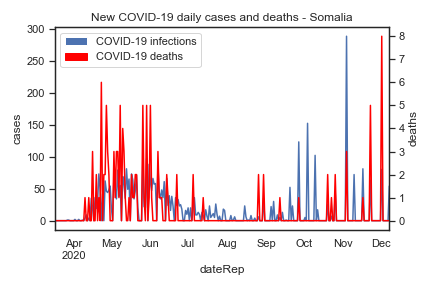 New COVID-19 daily cases and deaths - Somalia
COVID-19 infections
COVID-19 deaths
300
250
200
150
100
50
0
cases
8
7
6
5
4
3
2
1
0
deaths
Apr May Jun Jul Aug Sep Oct Nov Dec
2020
dateRep